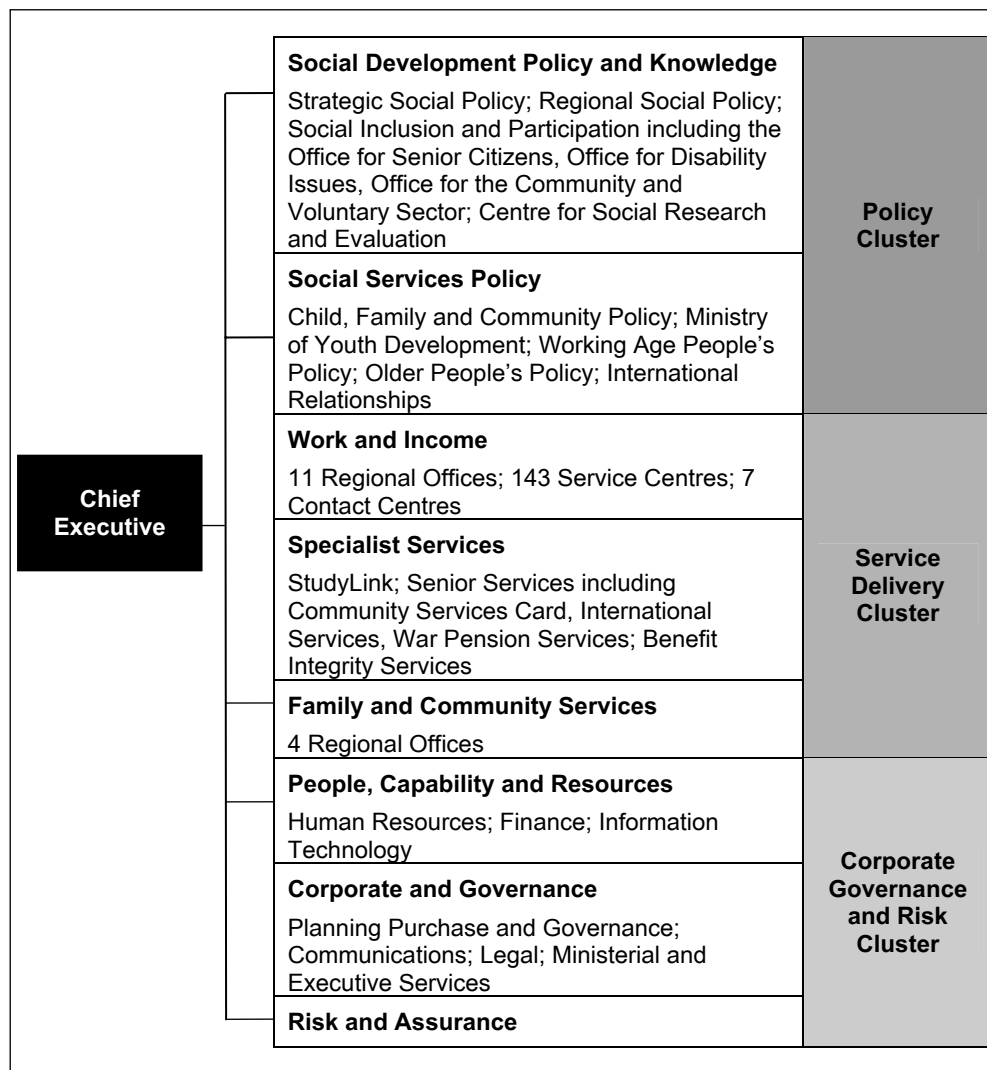 Social Development Policy and Knowledge
Strategic Social Policy; Regional Social Policy;
Social Inclusion and Participation including the
Office for Senior Citizens, Office for Disability
Issues, Office for the Community and
Voluntary Sector; Centre for Social Research
and Evaluation
Policy
Cluster
Social Services Policy
Child, Family and Community Policy; Ministry
of Youth Development; Working Age People’s
Policy; Older People’s Policy; International
Relationships
Chief
Executive
Work and Income
11 Regional Offices; 143 Service Centres; 7
Contact Centres
Specialist Services
StudyLink; Senior Services including
Community Services Card, International
Services, War Pension Services; Benefit
Integrity Services
Service
Delivery
Cluster
Family and Community Services
4 Regional Offices
People, Capability and Resources
Human Resources; Finance; Information
Technology
Corporate and Governance
Planning Purchase and Governance;
Communications; Legal; Ministerial and
Executive Services
Corporate
Governance
and Risk
Cluster
Risk and Assurance